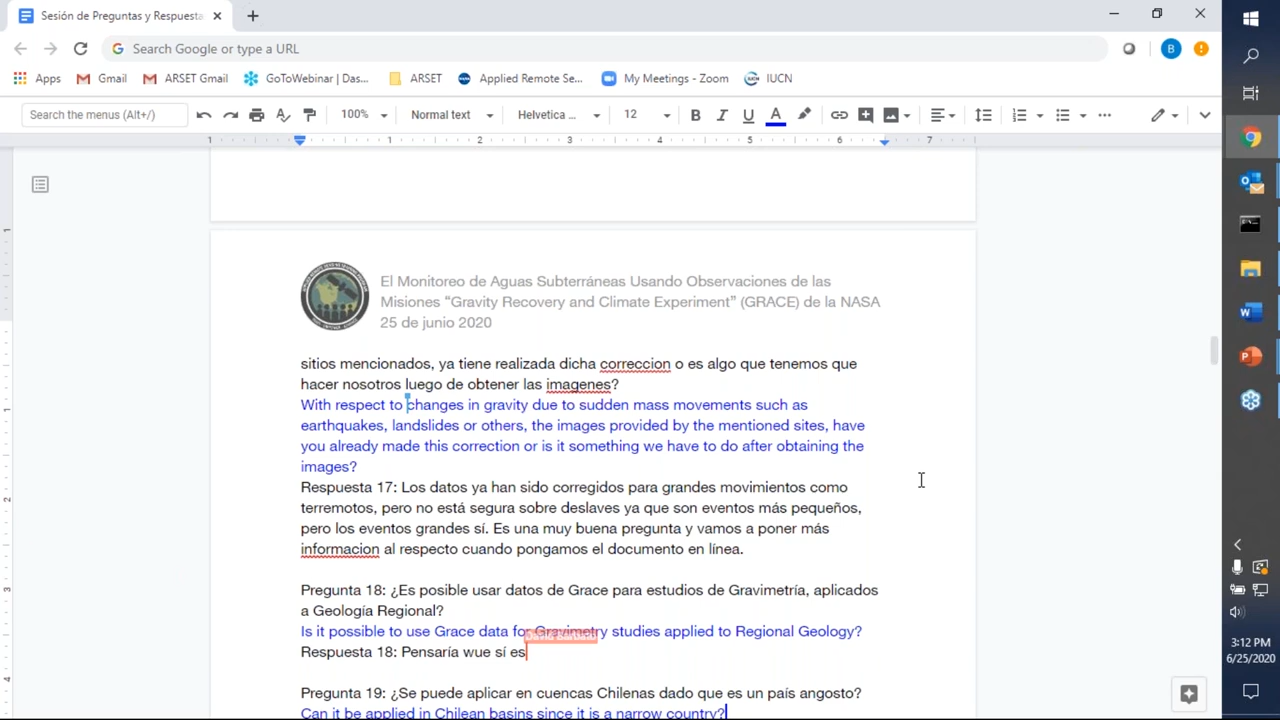 Sesión de Preguntas y Respuesta
Search Google or type a URL
B
Apps
Gmail
ARSET Gmail
GoToWebinar | Das...
ARSET
Applied Remote Se...
My Meetings - Zoom
IUCN
Search the menus (Alt+/)
100%
Normal text
Helvetica ...
12
B I U A
1 1 2 3 4 5 6 7
El Monitoreo de Aguas Subterráneas Usando Observaciones de las
Misiones “Gravity Recovery and Climate Experiment” (GRACE) de la NASA
25 de junio 2020
sitios mencionados, ya tiene realizada dicha correccion o es algo que tenemos que
hacer nosotros luego de obtener las imagenes?
With respect to changes in gravity due to sudden mass movements such as
earthquakes, landslides or others, the images provided by the mentioned sites, have
you already made this correction or is it something we have to do after obtaining the
images?
Respuesta 17: Los datos ya han sido corregidos para grandes movimientos como
terremotos, pero no está segura sobre deslaves ya que son eventos más pequeños,
pero los eventos grandes sí. Es una muy buena pregunta y vamos a poner más
informacion al respecto cuando pongamos el documento en línea.
Pregunta 18: ¿Es posible usar datos de Grace para estudios de Gravimetría, aplicados
a Geología Regional?
Is it possible to use Grace data for Gravimetry studies applied to Regional Geology?
Respuesta 18: Pensaría wue sí es
Pregunta 19: ¿Se puede aplicar en cuencas Chilenas dado que es un país angosto?
Can it be applied in Chilean basins since it is a narrow country?
3:12 PM
6/25/2020